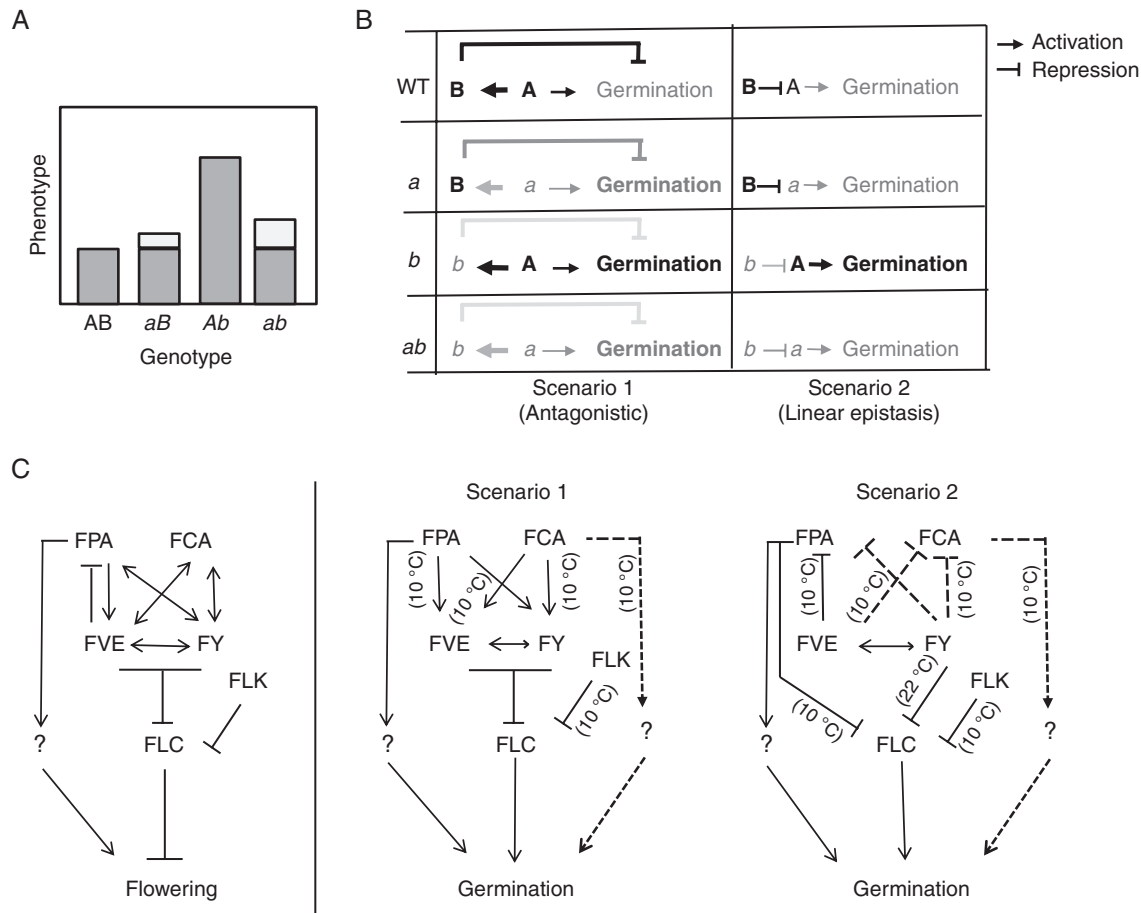 A
Phenotype
AB aB Ab ab
Genotype
B
Activation
Repression
WT B A Germination B A Germination
a B a Germination B a Germination
b b A Germination b A Germination
ab b a Germination b a Germination
Scenario 1 Scenario 2
(Antagonistic) (Linear epistasis)
C
FPA FCA
FVE FY
FLK
? FLC
Flowering
Scenario 1
FPA FCA
(10 °C) (10 °C) (10 °C) (10 °C)
FVE FY
FLK
(10 °C)
? FLC ?
Germination
Scenario 2
FPA FCA
(10 °C) (10 °C) (10 °C) (10 °C)
FVE FY
(22 °C) FLK
(10 °C) (10 °C)
? FLC ?
Germination